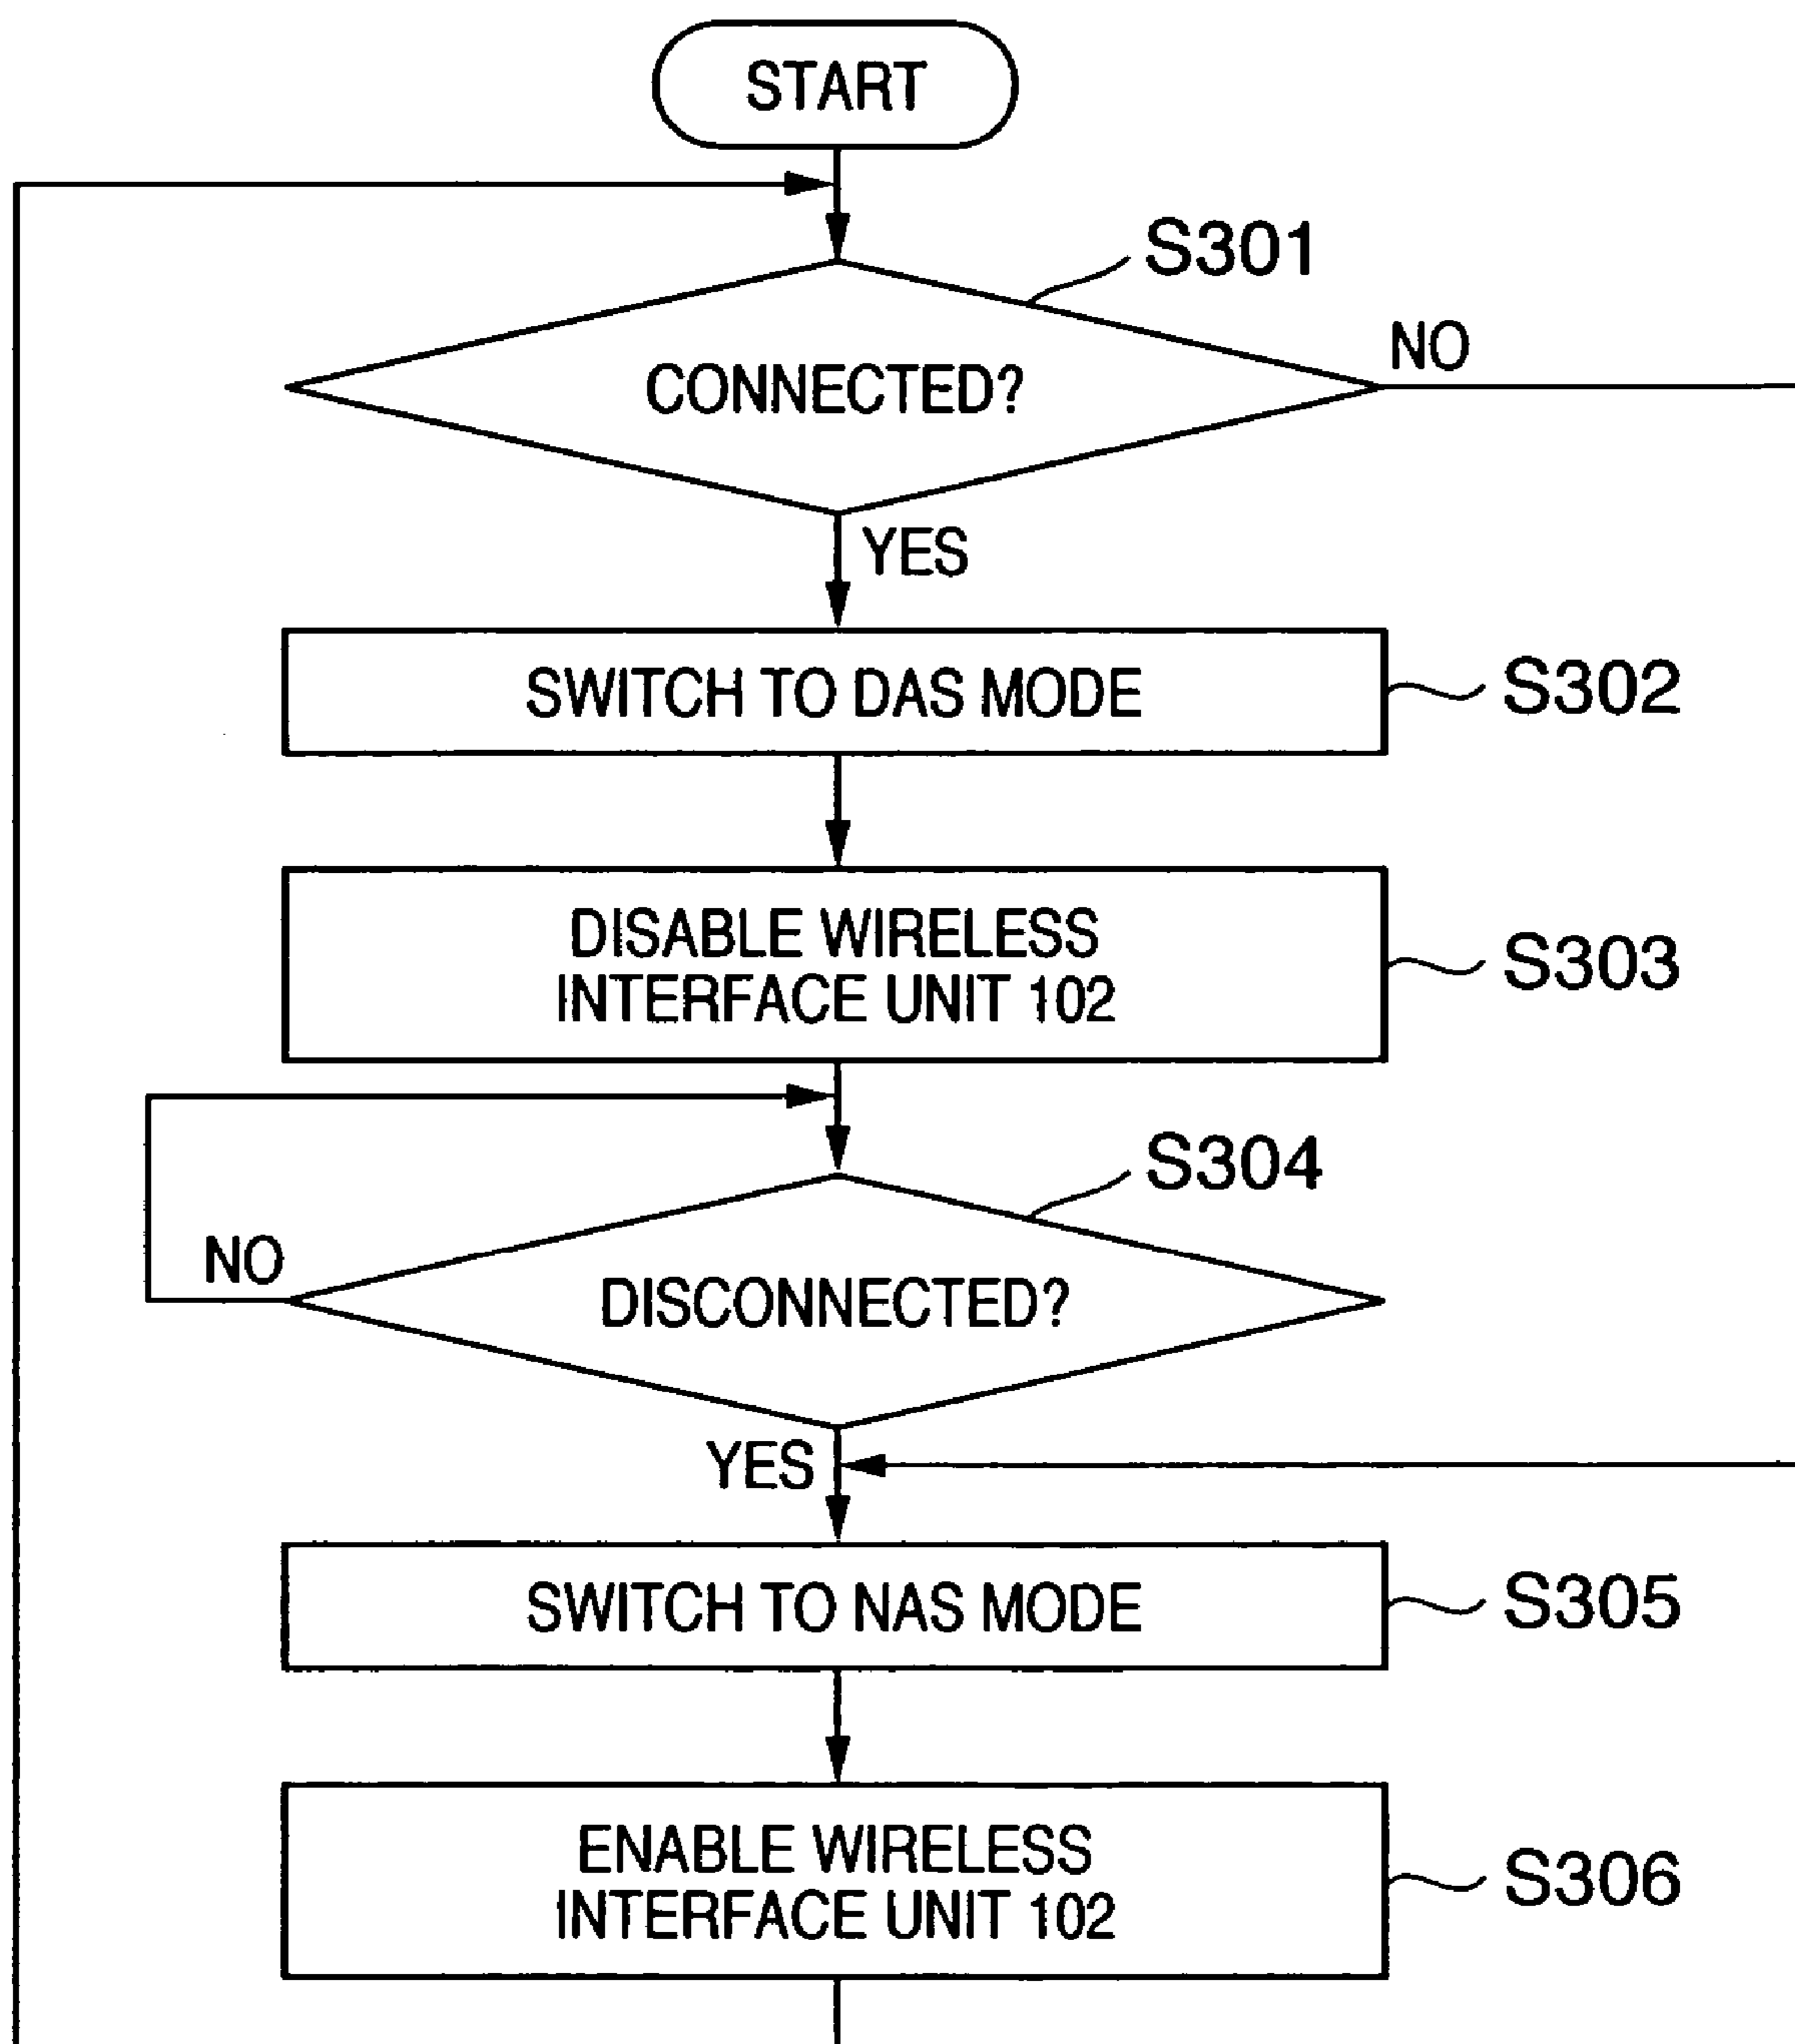 START
S301
CONNECTED?
NO
YES
SWITCH TO DAS MODE
S302
DISABLE WIRELESS
INTERFACE UNIT 102
S303
S304
NO
DISCONNECTED?
YES
SWITCH TO NAS MODE
S305
ENABLE WIRELESS
INTERFACE UNIT 102
S306